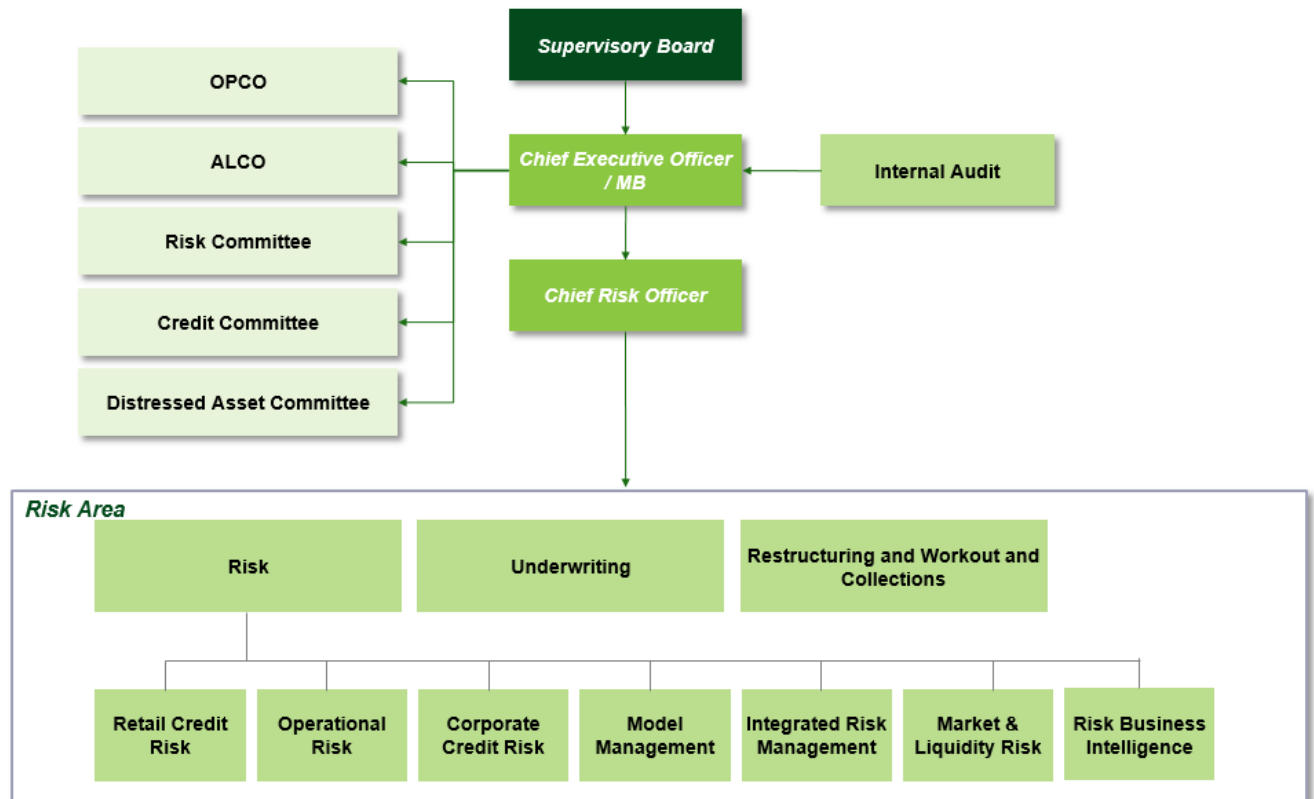 Supervisory Board
OPCO
ALCO
Chief Executive Officer
/ MB
Internal Audit
Risk Committee
Chief Risk Officer
Credit Committee
Distressed Asset Committee
Risk Area
Risk
Underwriting
Restructuring and Workout and
Collections
Retail Credit
Risk
Operational
Risk
Corporate
Credit Risk
Model
Management
Integrated Risk
Management
Market &
Liquidity Risk
Risk Business
Intelligence